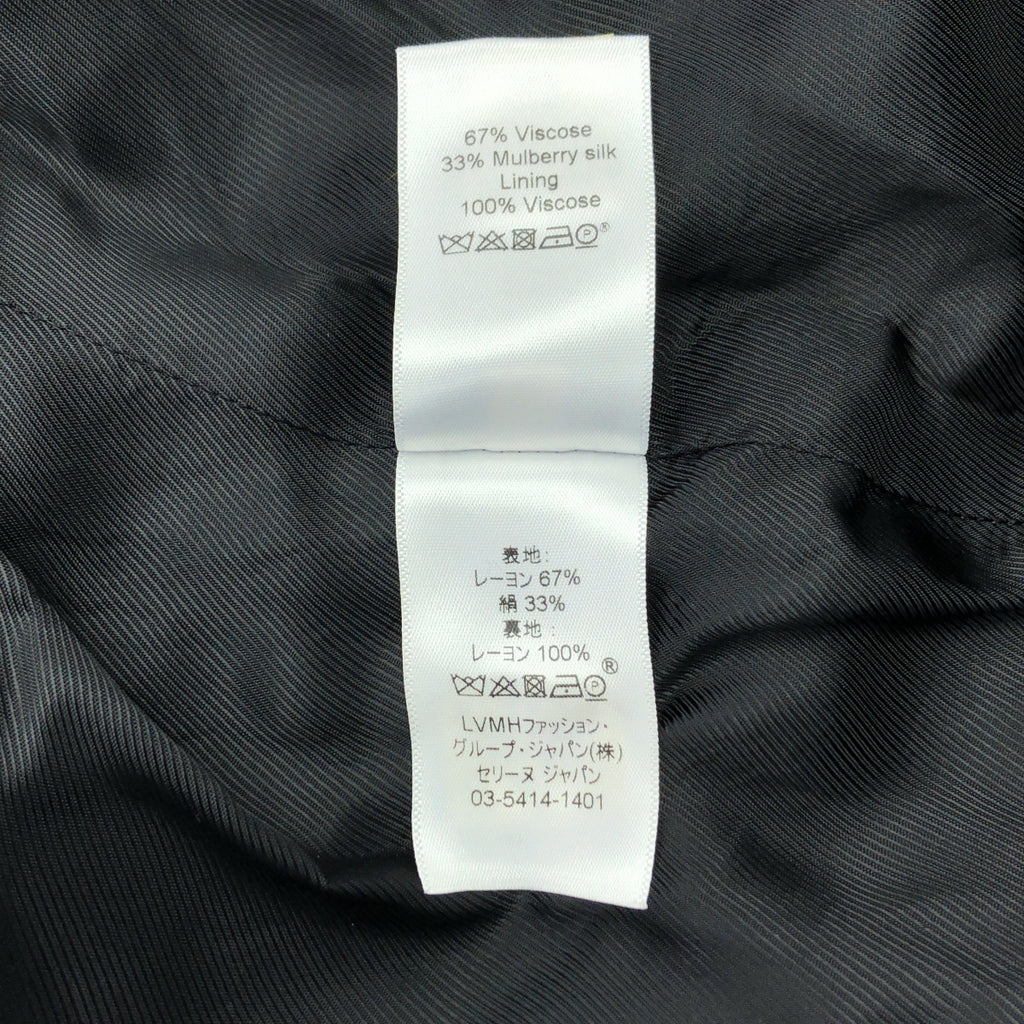 67% Viscose
33% Mulberry silk
Lining
100% Viscose
P®
表地:
レーヨン 67%
絹 33%
裏地:
レーヨン 100%
P®
LVMHファッション・
グループ・ジャパン(株)
セリーヌ ジャパン
03-5414-1401